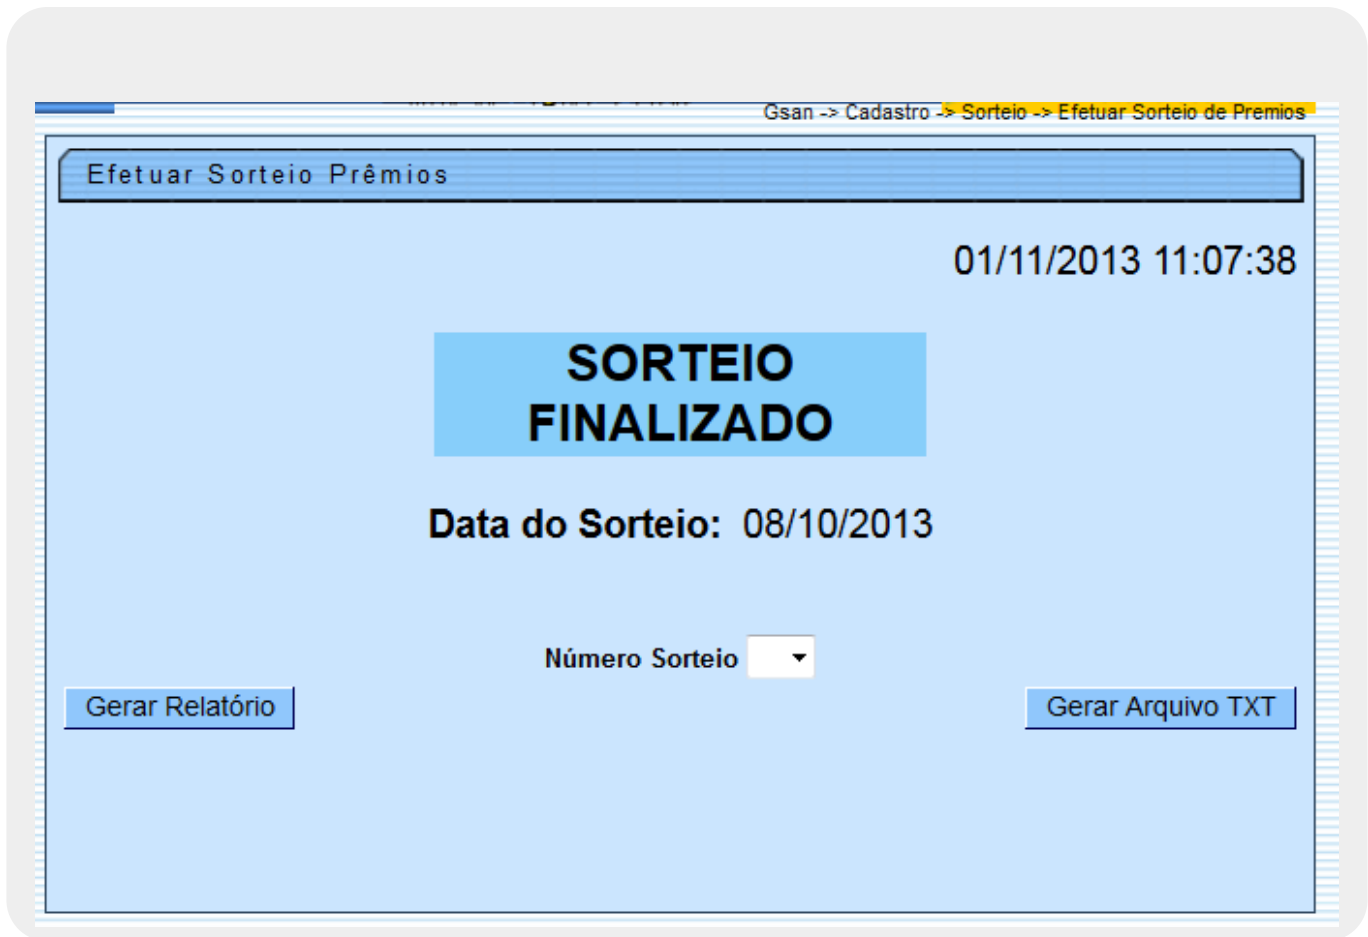 Gsan -> Cadastro -> Sorteio -> Efetuar Sorteio de Premios
Efetuar Sorteio Prêmios
01/11/2013 11:07:38
SORTEIO
FINALIZADO
Data do Sorteio: 08/10/2013
Número Sorteio
Gerar Relatório
Gerar Arquivo TXT